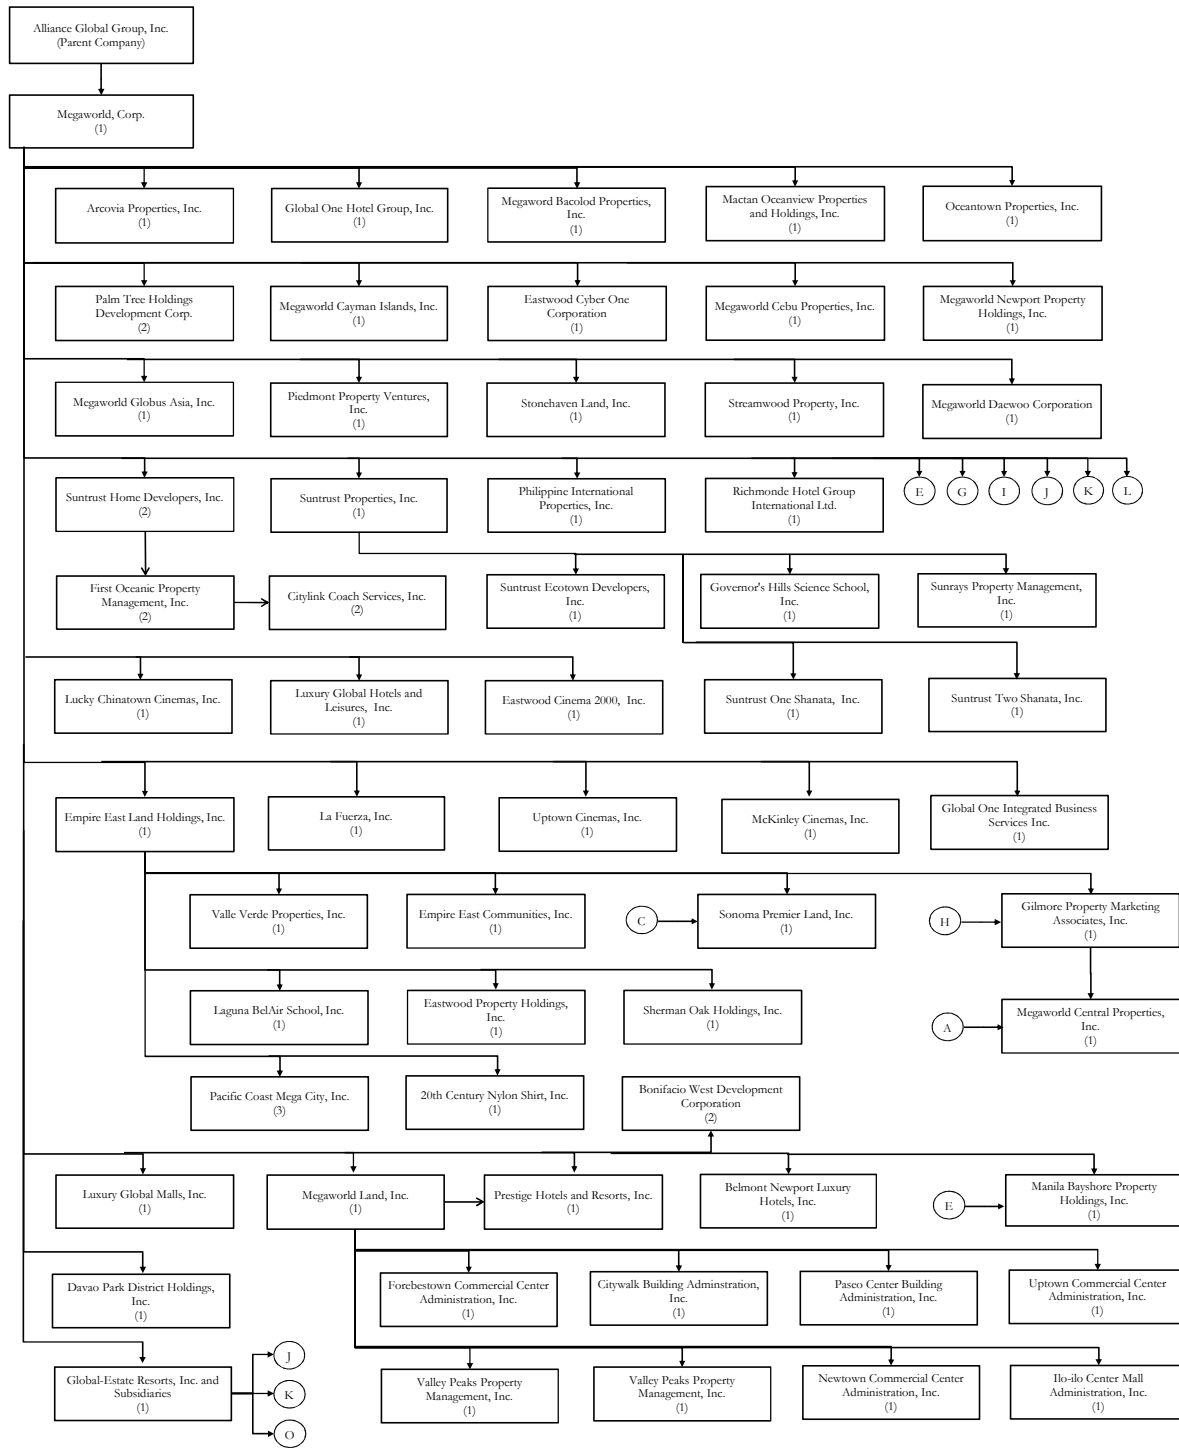 Alliance Global Group, Inc.
(Parent Company)
Megaworld, Corp.
(1)
Arcovia Properties, Inc.
(1)
Global One Hotel Group, Inc.
(1)
Megaword Bacolod Properties,
Inc.
(1)
Mactan Oceanview Properties
and Holdings, Inc.
(1)
Oceantown Properties, Inc.
(1)
Palm Tree Holdings
Development Corp.
(2)
Megaworld Cayman Islands, Inc.
(1)
Eastwood Cyber One
Corporation
(1)
Megaworld Cebu Properties, Inc.
(1)
Megaworld Newport Property
Holdings, Inc.
(1)
Megaworld Globus Asia, Inc.
(1)
Piedmont Property Ventures,
Inc.
(1)
Stonehaven Land, Inc.
(1)
Streamwood Property, Inc.
(1)
Megaworld Daewoo Corporation
(1)
Suntrust Home Developers, Inc.
(2)
Suntrust Properties, Inc.
(1)
Philippine International
Properties, Inc.
(1)
Richmonde Hotel Group
International Ltd.
(1)
E
G
I
J
K
L
First Oceanic Property
Management, Inc.
(2)
Citylink Coach Services, Inc.
(2)
Suntrust Ecotown Developers,
Inc.
(1)
Governor's Hills Science School,
Inc.
(1)
Sunrays Property Management,
Inc.
(1)
Lucky Chinatown Cinemas, Inc.
(1)
Luxury Global Hotels and
Leisures, Inc.
(1)
Eastwood Cinema 2000, Inc.
(1)
Suntrust One Shanata, Inc.
(1)
Suntrust Two Shanata, Inc.
(1)
Empire East Land Holdings, Inc.
(1)
La Fuerza, Inc.
(1)
Uptown Cinemas, Inc.
(1)
McKinley Cinemas, Inc.
(1)
Global One Integrated Business
Services Inc.
(1)
Valle Verde Properties, Inc.
(1)
Empire East Communities, Inc.
(1)
C
Sonoma Premier Land, Inc.
(1)
H
Gilmore Property Marketing
Associates, Inc.
(1)
Laguna BelAir School, Inc.
(1)
Eastwood Property Holdings,
Inc.
(1)
Sherman Oak Holdings, Inc.
(1)
A
Megaworld Central Properties,
Inc.
(1)
Pacific Coast Mega City, Inc.
(3)
20th Century Nylon Shirt, Inc.
(1)
Bonifacio West Development
Corporation
(2)
Luxury Global Malls, Inc.
(1)
Megaworld Land, Inc.
(1)
Prestige Hotels and Resorts, Inc.
(1)
Belmont Newport Luxury
Hotels, Inc.
(1)
E
Manila Bayshore Property
Holdings, Inc.
(1)
Davao Park District Holdings,
Inc.
(1)
Forebestown Commercial Center
Administration, Inc.
(1)
Citywalk Building Adminstration,
Inc.
(1)
Paseo Center Building
Administration, Inc.
(1)
Uptown Commercial Center
Administration, Inc.
(1)
Global-Estate Resorts, Inc. and
Subsidiaries
(1)
J
K
O
Valley Peaks Property
Management, Inc.
(1)
Valley Peaks Property
Management, Inc.
(1)
Newtown Commercial Center
Administration, Inc.
(1)
Ilo-ilo Center Mall
Administration, Inc.
(1)